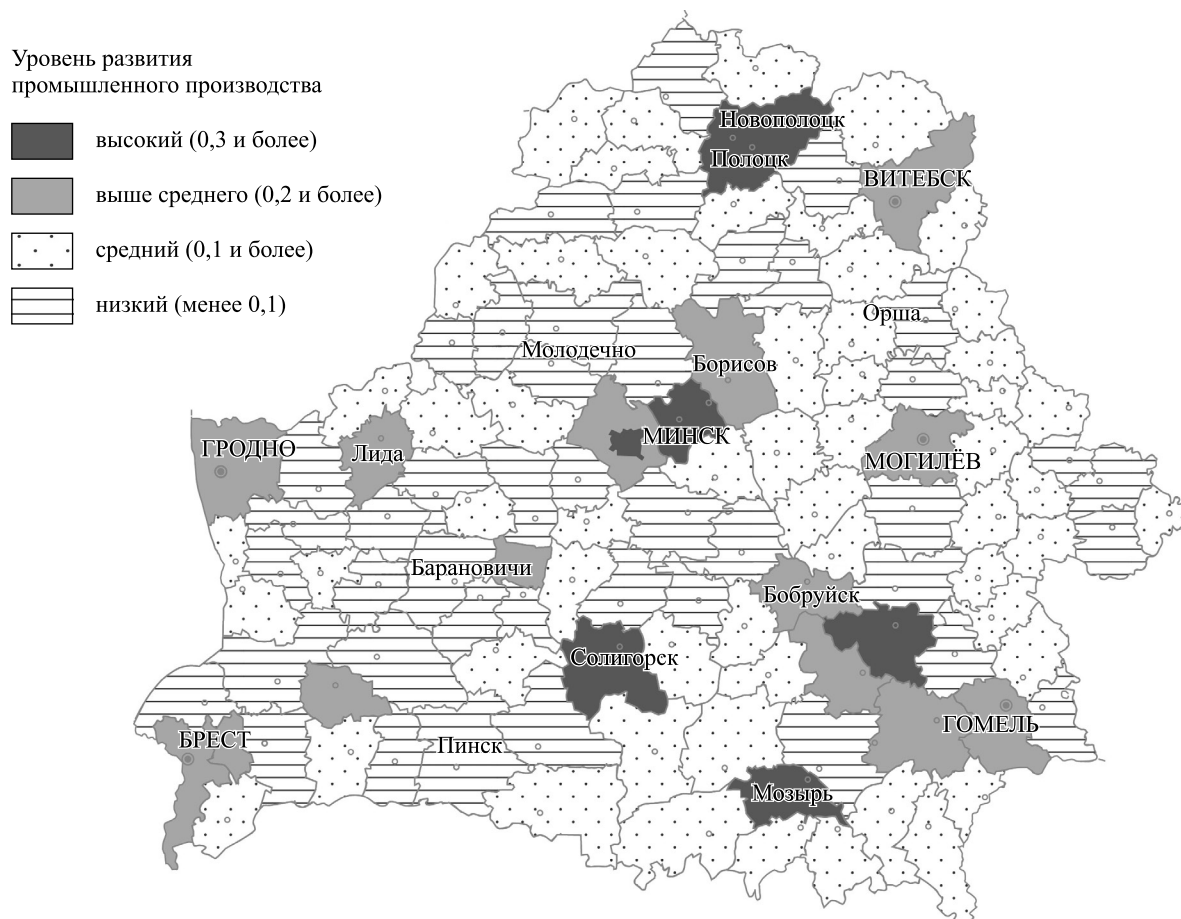 Уровень развития
промышленного производства
высокий (0,3 и более)
выше среднего (0,2 и более)
средний (0,1 и более)
низкий (менее 0,1)
Новополоцк
Полоцк
ВИТЕБСК
Орша
Молодечно
Борисов
ГРОДНО
Лида
МИНСК
МОГИЛЁВ
Барановичи
Бобруйск
Солигорск
БРЕСТ
Пинск
ГОМЕЛЬ
Мозырь